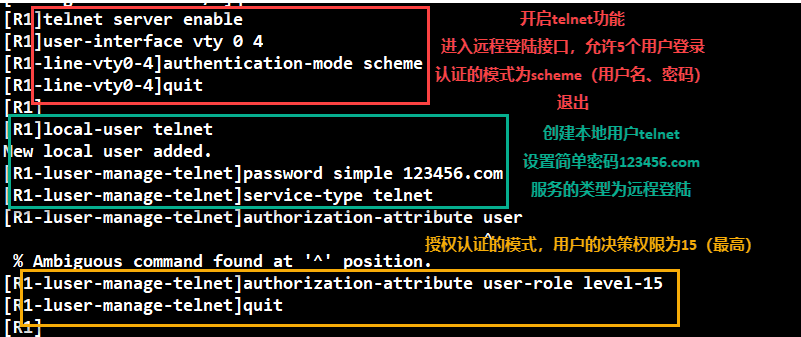 [R1]telnet server enable
开启telnet功能
[R1]user-interface vty 0 4
进入远程登陆接口，允许5个用户登录
[R1-line-vty0-4]authentication-mode scheme
认证的模式为scheme（用户名、密码）
[R1-line-vty0-4]quit
退出
[R1]
[R1]local-user telnet
创建本地用户telnet
New local user added.
[R1-luser-manage-telnet]password simple 123456.com
设置简单密码123456.com
[R1-luser-manage-telnet]service-type telnet
服务的类型为远程登陆
[R1-luser-manage-telnet]authorization-attribute user
^
授权认证的模式，用户的决策权限为15（最高）
% Ambiguous command found at '^' position.
[R1-luser-manage-telnet]authorization-attribute user-role level-15
[R1-luser-manage-telnet]quit
[R1]